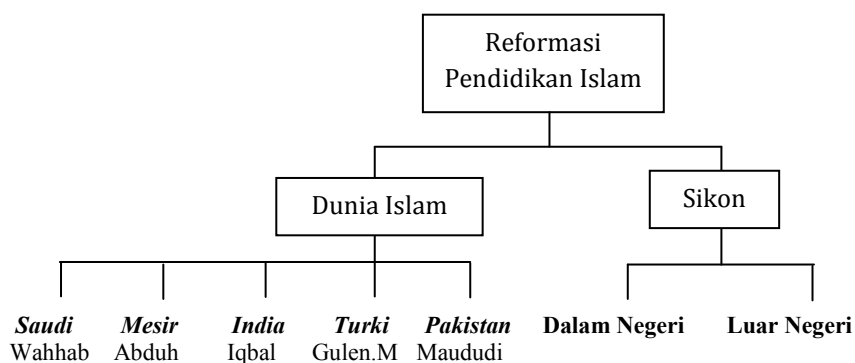 Reformasi
Pendidikan Islam
Dunia Islam
Sikon
Saudi Mesir India Turki Pakistan Dalam Negeri Luar Negeri
Wahhab Abduh Iqbal Gulen.M Maududi